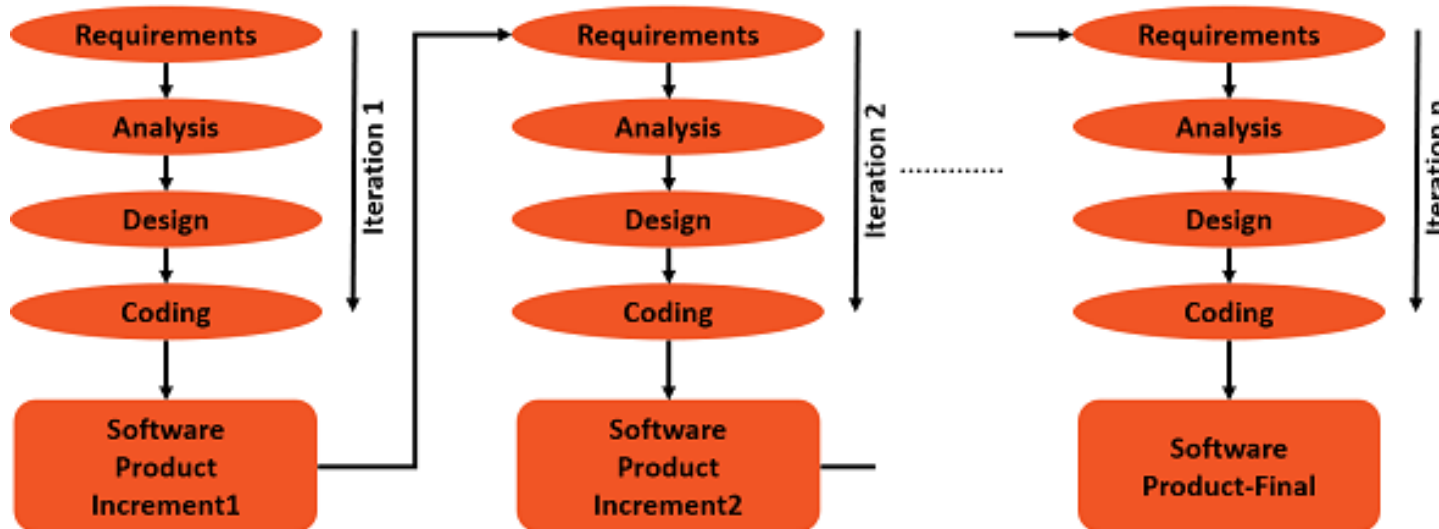 Requirements
Analysis
Design
Coding
Software
Product
Increment1
Iteration 1
Requirements
Analysis
Design
Coding
Software
Product
Increment2
Iteration 2
Requirements
Analysis
Design
Coding
Software
Product-Final
Iteration n